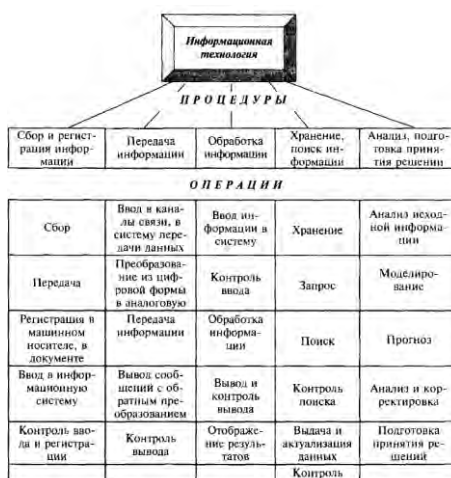 Информационная
технология
ПРОЦЕДУРЫ
Сбор и регист-
рация инфор-
мации
Передача
информации
Обработка
информации
Хранение,
поиск ин-
формации
Анализ, подго-
товка приня-
тия решении
ОПЕРАЦИИ
Сбор
Ввод в кана-
лы связи, в
систему пере-
дачи данных
Ввод ин-
формации в
систему
Хранение
Анализ исход-
ной информа-
ции
Передача
Преобразова-
ние из циф-
ровой формы
в аналоговую
Контроль
ввода
Запрос
Моделиро-
вание
Регистрация в
машинном
носителе, в
документе
Передача
информации
Обработка
информа-
ции
Поиск
Прогноз
Ввод в инфор-
мационную
систему
Вывод сооб-
щений с об-
ратным пре-
образованием
Вывод и
контроль
вывода
Контроль
поиска
Анализ и кор-
ректировка
Контроль вво-
да и регистра-
ции
Контроль
вывода
Отображе-
ние резуль-
татов
Выдача и
актуализация
данных
Подготовка
принятия ре-
шений
Контроль